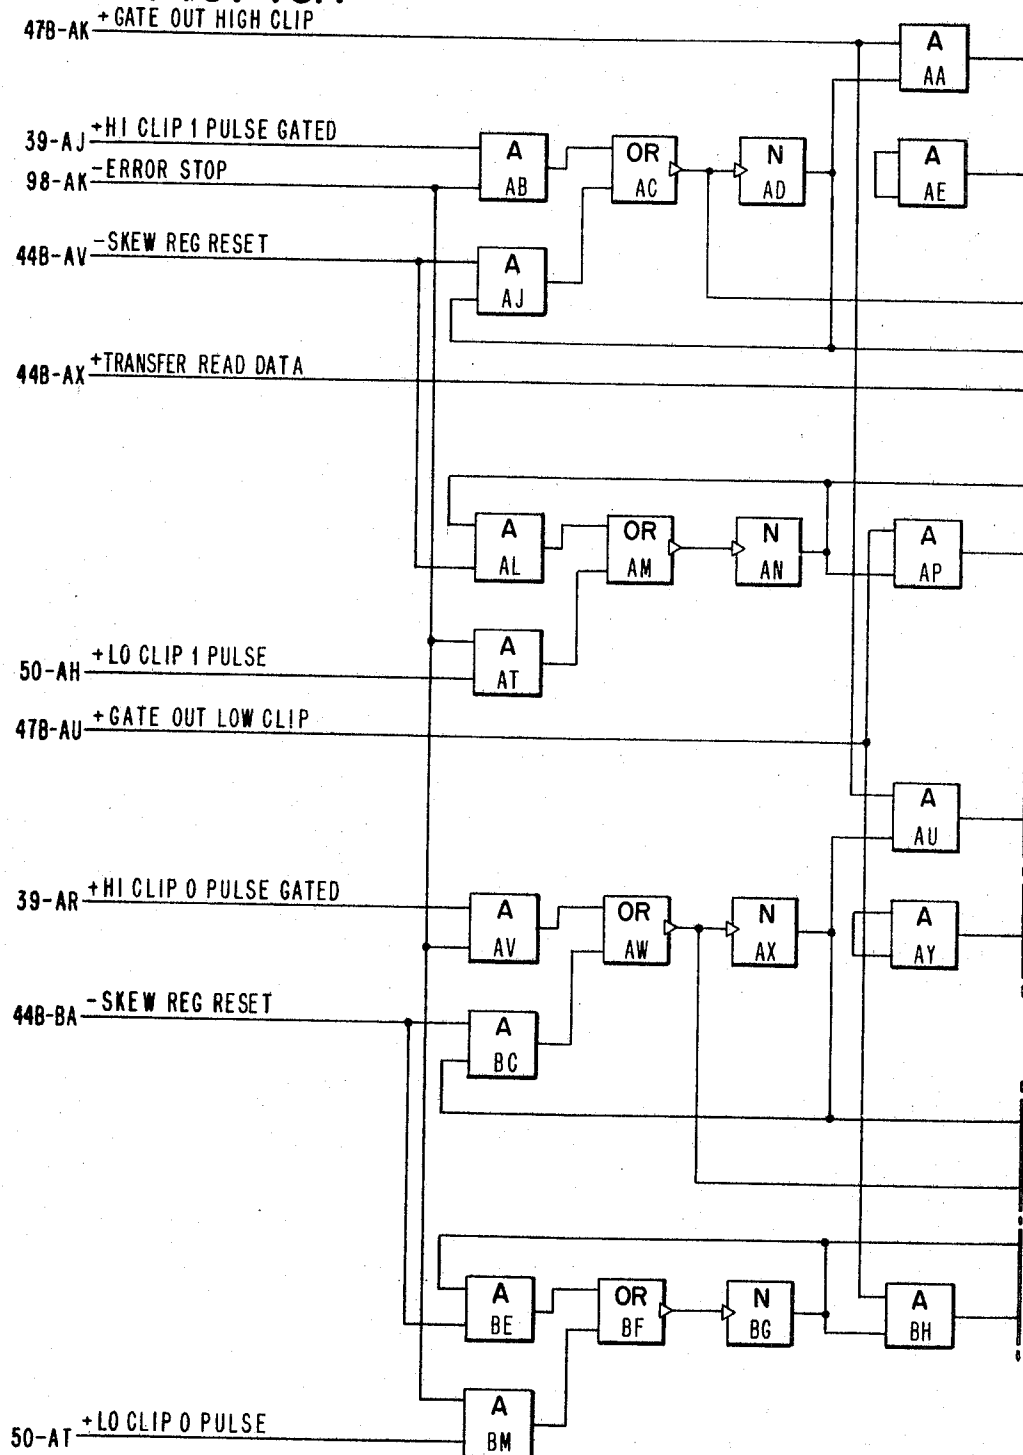 47B-AK +GATE OUT HIGH CLIP
A
AA
39-AJ +HI CLIP 1 PULSE GATED
A
AB
OR
AC
N
AD
A
AE
98-AK -ERROR STOP
44B-AV -SKEW REG RESET
A
AJ
44B-AX +TRANSFER READ DATA
A
AL
OR
AM
N
AN
A
AP
50-AH +LO CLIP 1 PULSE
A
AT
47B-AU +GATE OUT LOW CLIP
A
AU
39-AR +HI CLIP 0 PULSE GATED
A
AV
OR
AW
N
AX
A
AY
44B-BA -SKEW REG RESET
A
BC
A
BE
OR
BF
N
BG
A
BH
50-AT +LO CLIP 0 PULSE
A
BM